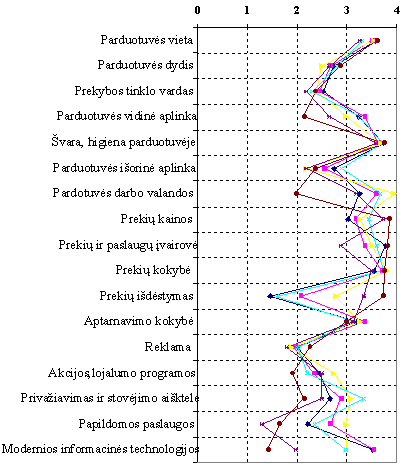 0 1 2 3 4
Parduotuvės vieta
Parduotuvės dydis
Prekybos tinklo vardas
Parduotuvės vidinė aplinka
Švara, higiena parduotuvėje
Parduotuvės išorinė aplinka
Pardotuvės darbo valandos
Prekių kainos
Prekių ir paslaugų įvairovė
Prekių kokybė
Prekių išdėstymas
Aptarnavimo kokybė
Reklama
Akcijos,lojalumo programos
Privažiavimas ir stovėjimo aikštelė
Papildomos paslaugos
Modernios informacinės technologijos